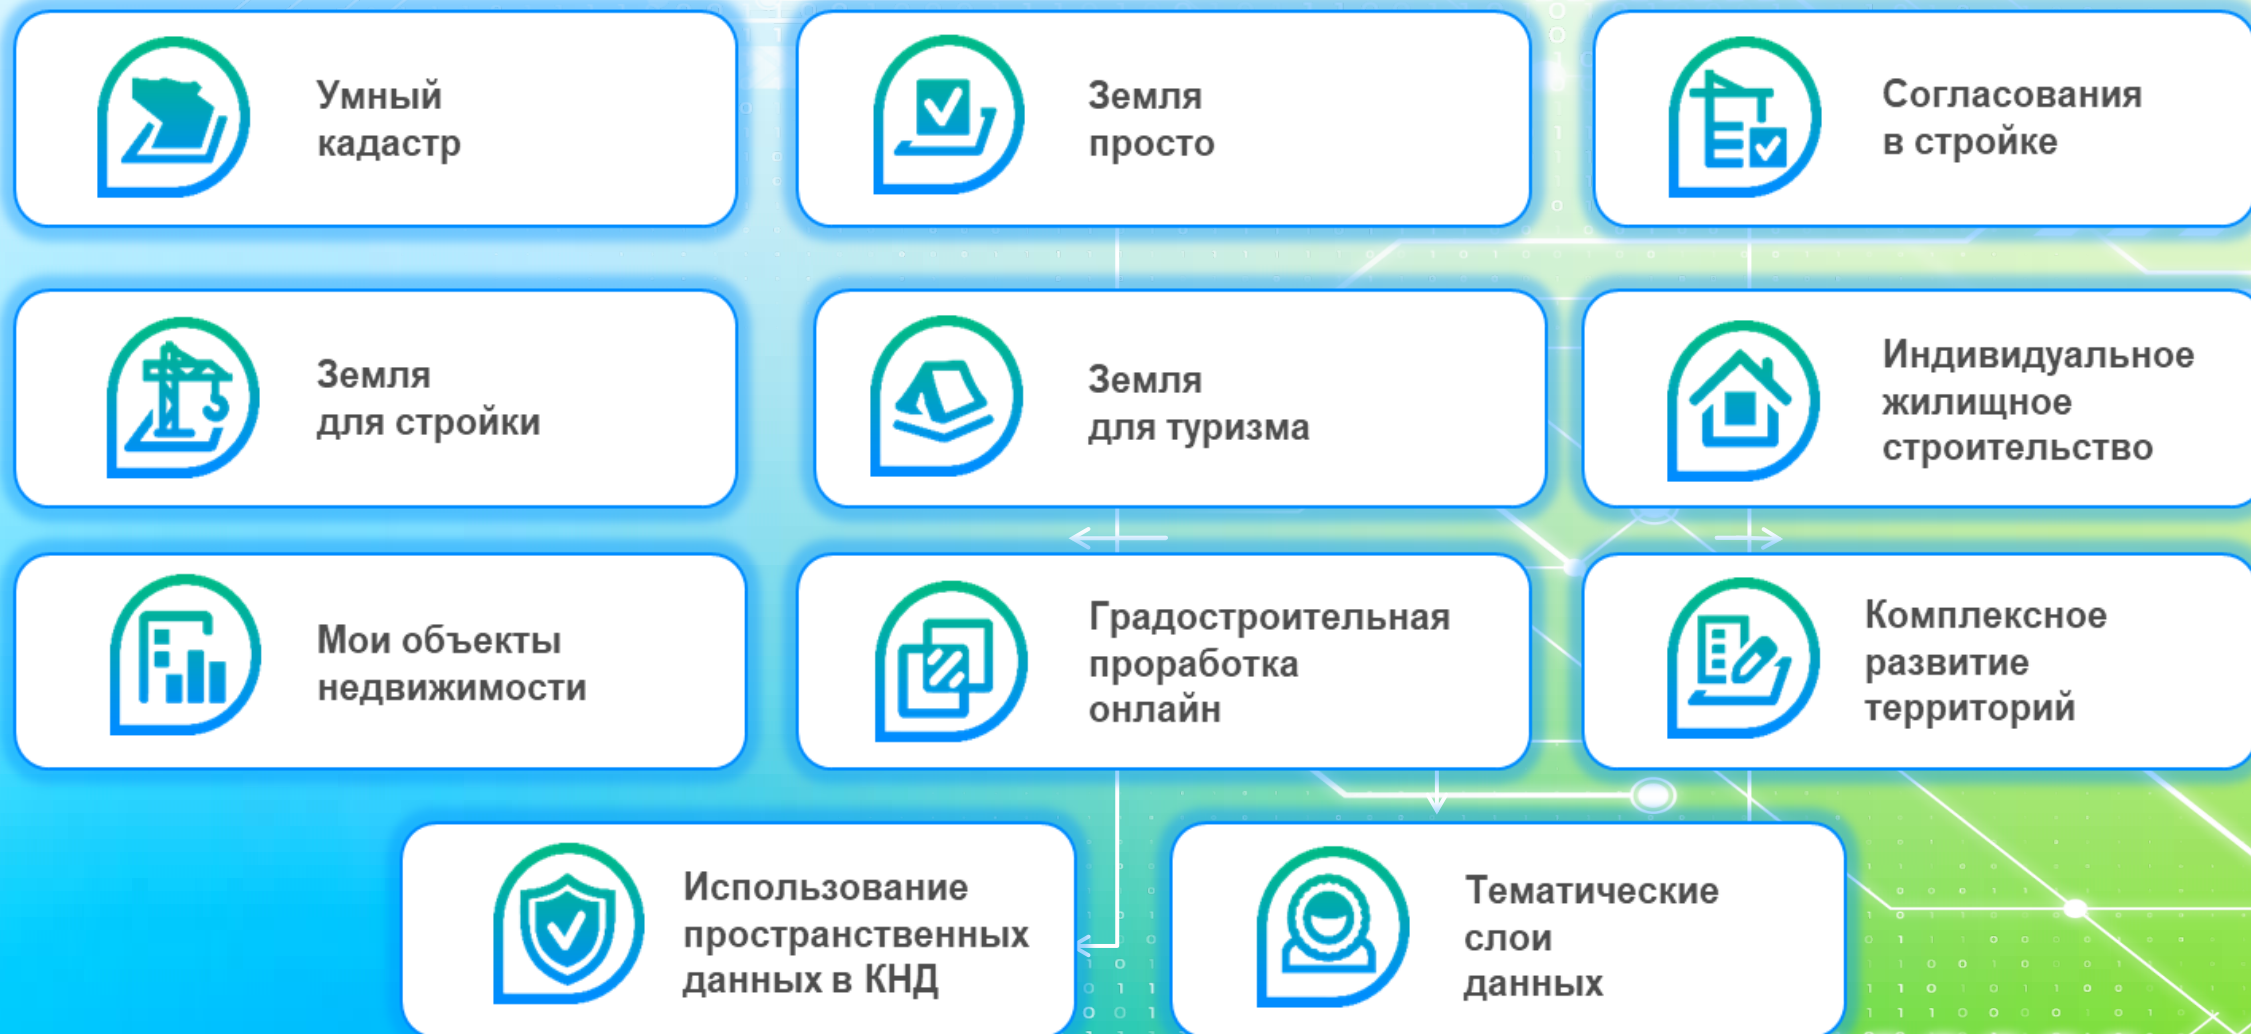 Умный
кадастр
Земля
просто
Согласования
в стройке
Земля
для стройки
Земля
для туризма
Индивидуальное
жилищное
строительство
Мои объекты
недвижимости
Градостроительная
проработка
онлайн
Комплексное
развитие
территорий
Использование
пространственных
данных в КНД
Тематические
слои
данных